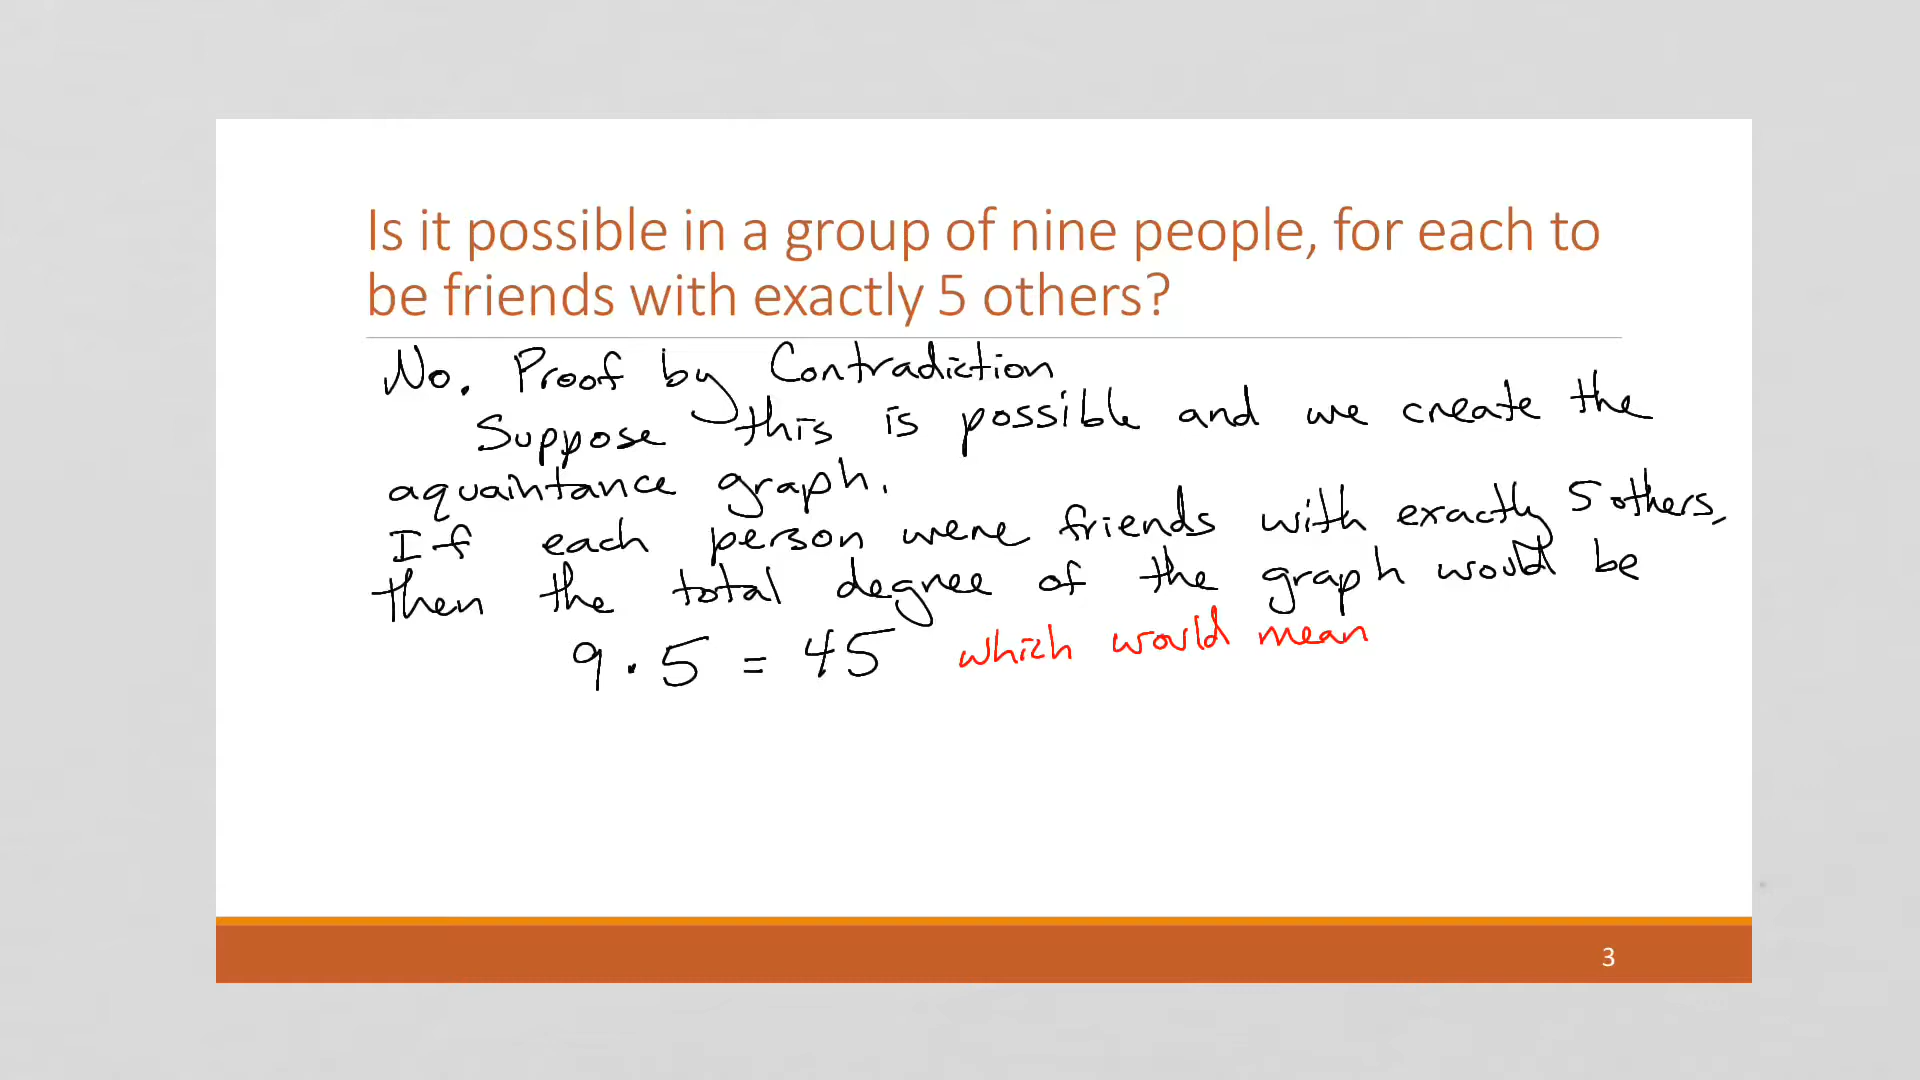 Is it possible in a group of nine people, for each to
be friends with exactly 5 others?
No. Proof by Contradiction
Suppose this is possible and we create the
aquaintance graph.
If each person were friends with exactly 5 others,
then the total degree of the graph would be
9 · 5 = 45 which would mean
3